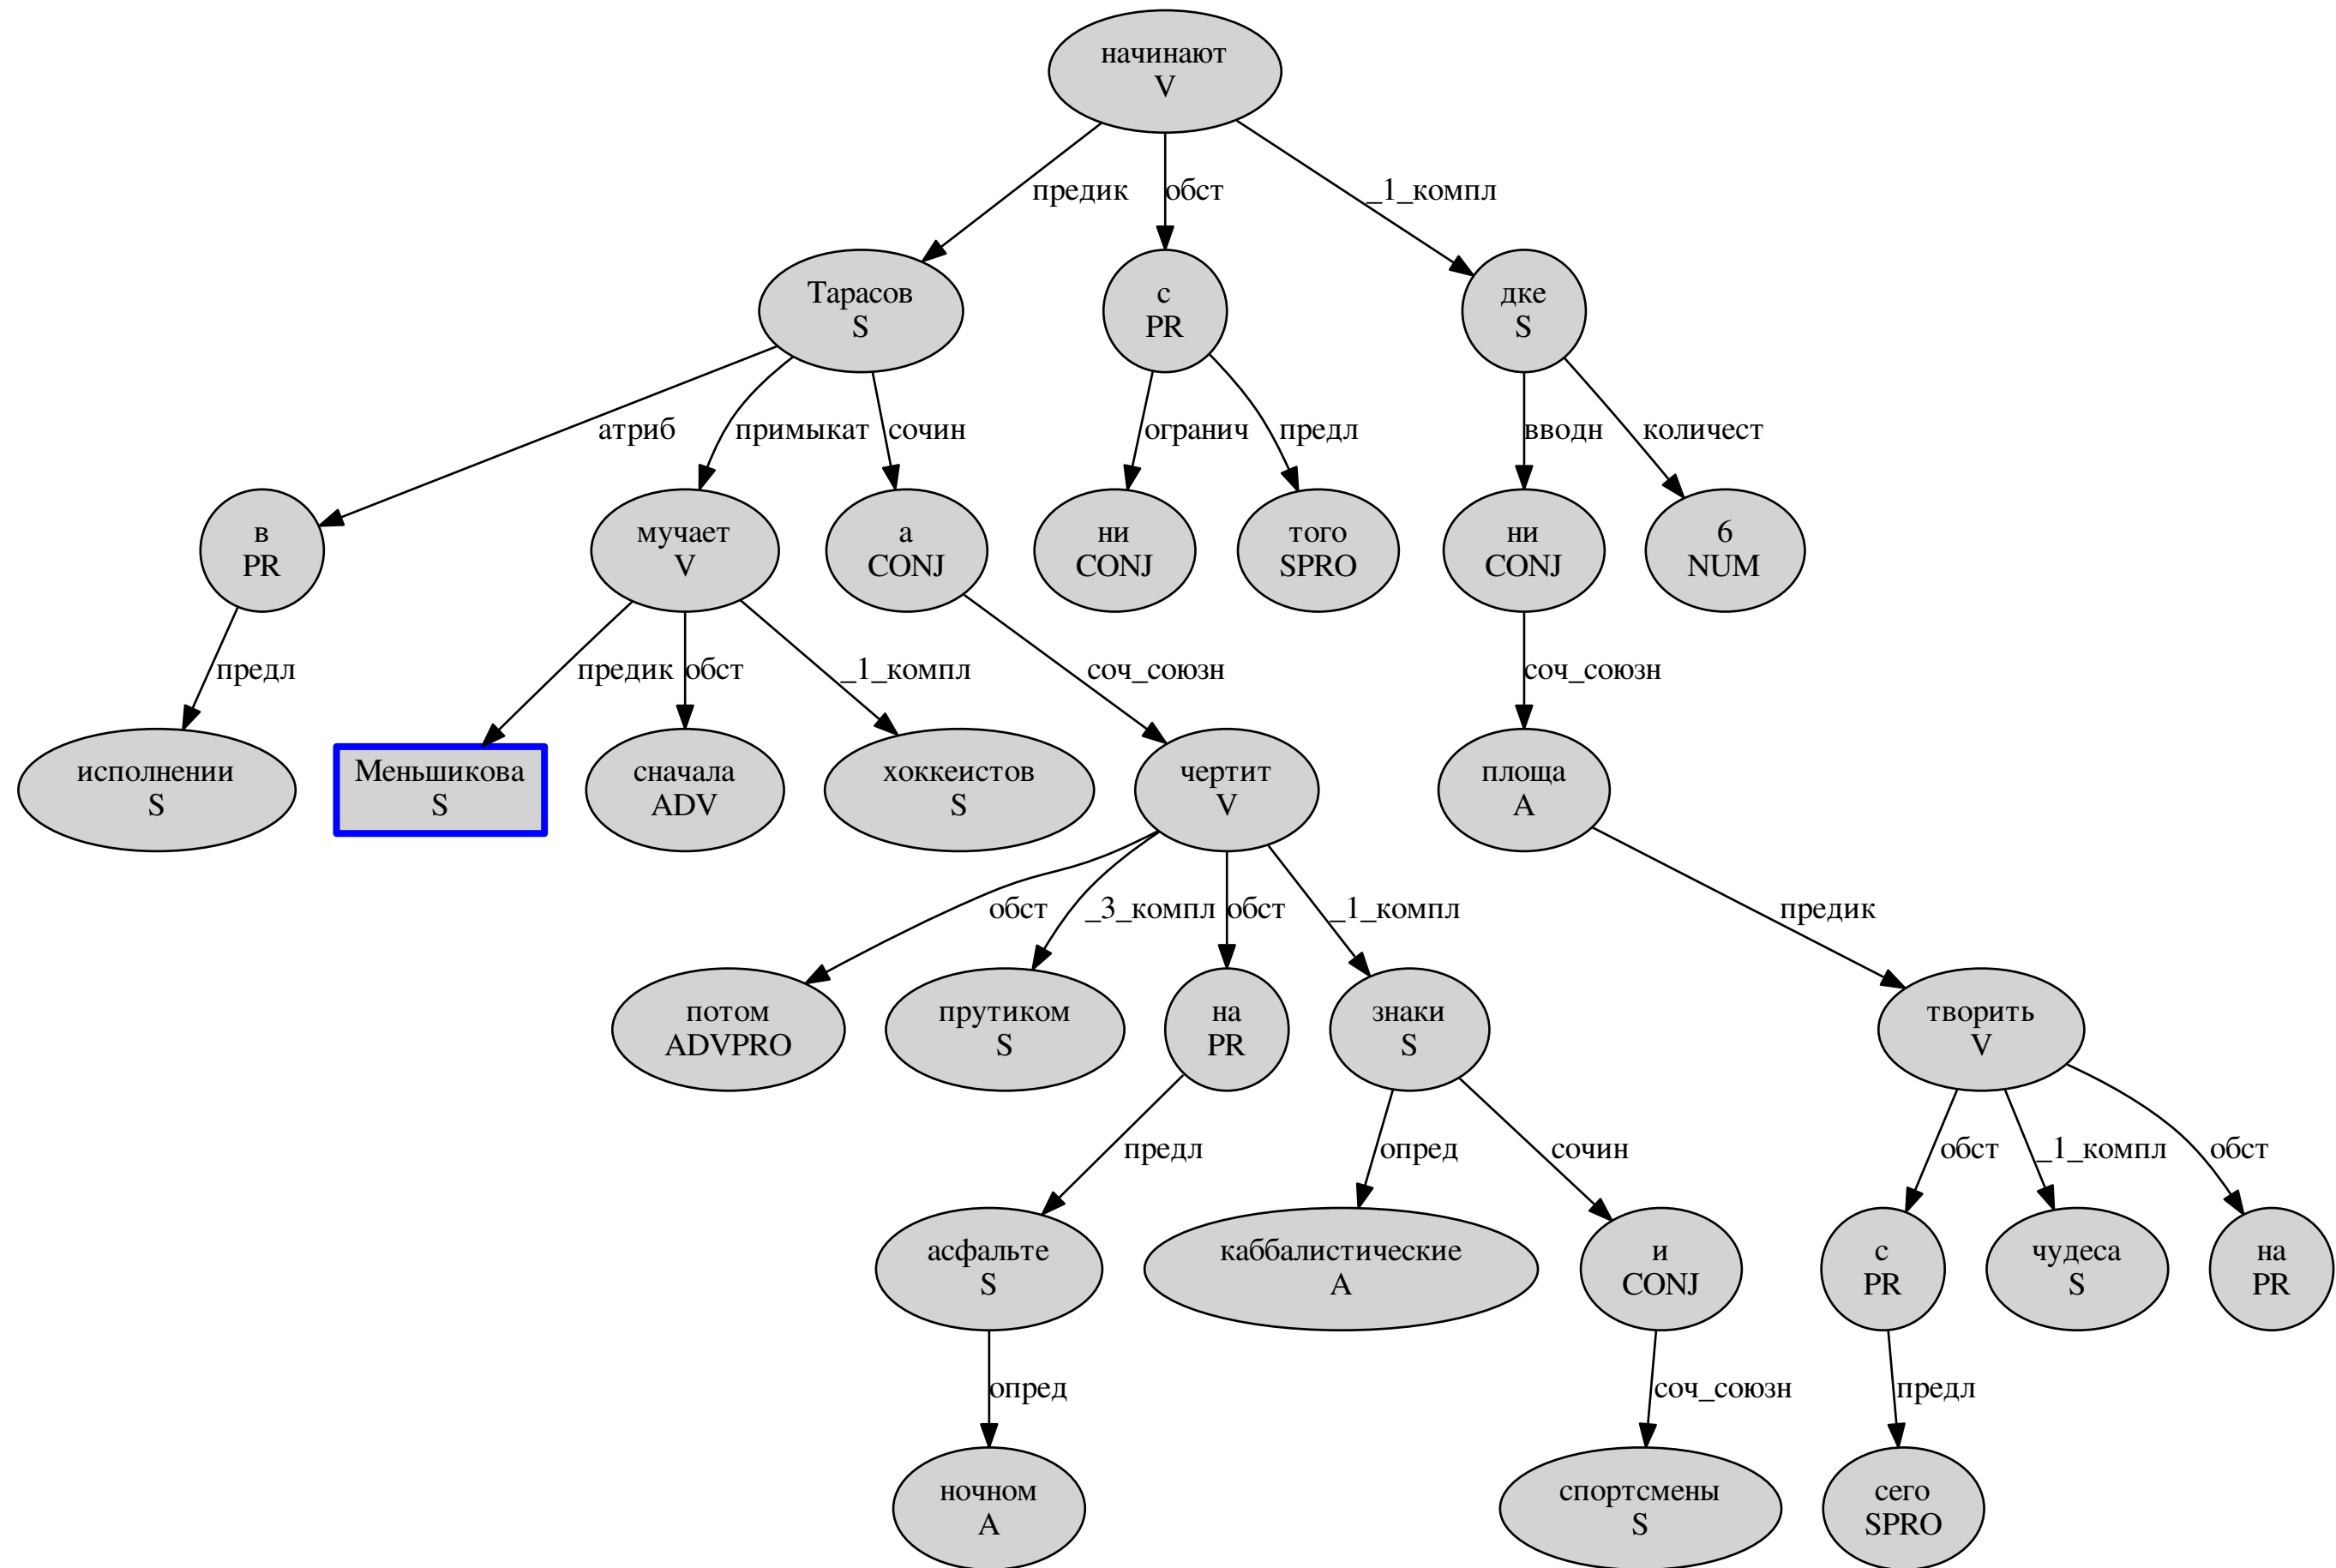 начинают
V
предик
обст
_1_компл
Тарасов
S
с
PR
дке
S
атриб
примыкат
сочин
огранич
предл
вводн
количест
в
PR
мучает
V
а
CONJ
ни
CONJ
того
SPRO
ни
CONJ
6
NUM
предл
предик
обст
_1_компл
соч_союзн
соч_союзн
исполнении
S
Меньшикова
S
сначала
ADV
хоккеистов
S
чертит
V
площа
A
обст
_3_компл
обст
_1_компл
предик
потом
ADVPRO
прутиком
S
на
PR
знаки
S
творить
V
предл
опред
сочин
обст
_1_компл
обст
асфальте
S
каббалистические
A
и
CONJ
с
PR
чудеса
S
на
PR
опред
соч_союзн
предл
ночном
A
спортсмены
S
сего
SPRO